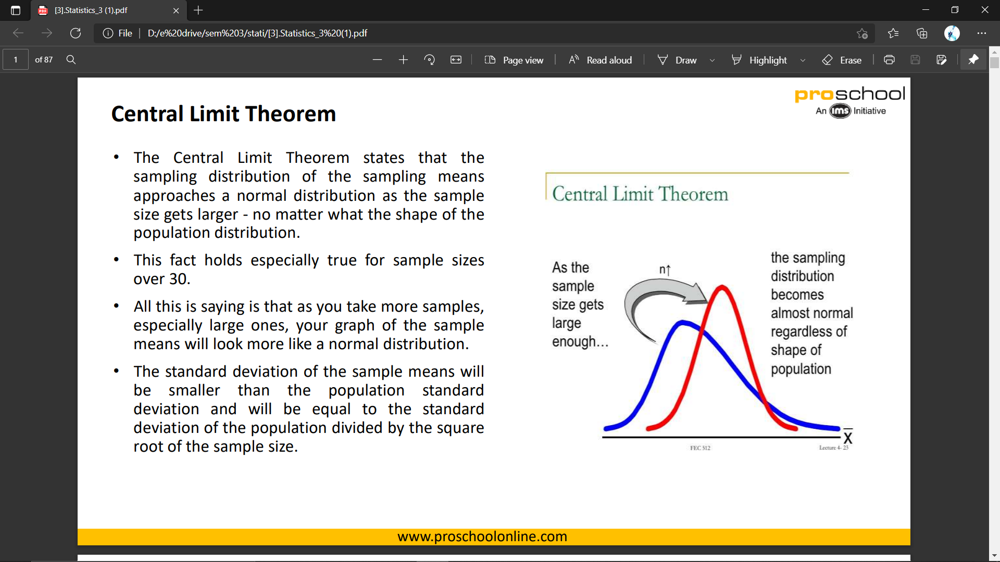 [3].Statistics_3 (1).pdf
File
D:/e%20drive/sem%203/stati/[3].Statistics_3%20(1).pdf
1 of 87
Page view
Read aloud
Draw
Highlight
Erase
proschool
An ims Initiative
Central Limit Theorem
• The Central Limit Theorem states that the
sampling distribution of the sampling means
approaches a normal distribution as the sample
size gets larger - no matter what the shape of the
population distribution.
• This fact holds especially true for sample sizes
over 30.
• All this is saying is that as you take more samples,
especially large ones, your graph of the sample
means will look more like a normal distribution.
• The standard deviation of the sample means will
be smaller than the population standard
deviation and will be equal to the standard
deviation of the population divided by the square
root of the sample size.
Central Limit Theorem
As the
sample
size gets
large
enough...
n↑
the sampling
distribution
becomes
almost normal
regardless of
shape of
population
X̅
FEC 512
Lecture 4- 23
www.proschoolonline.com